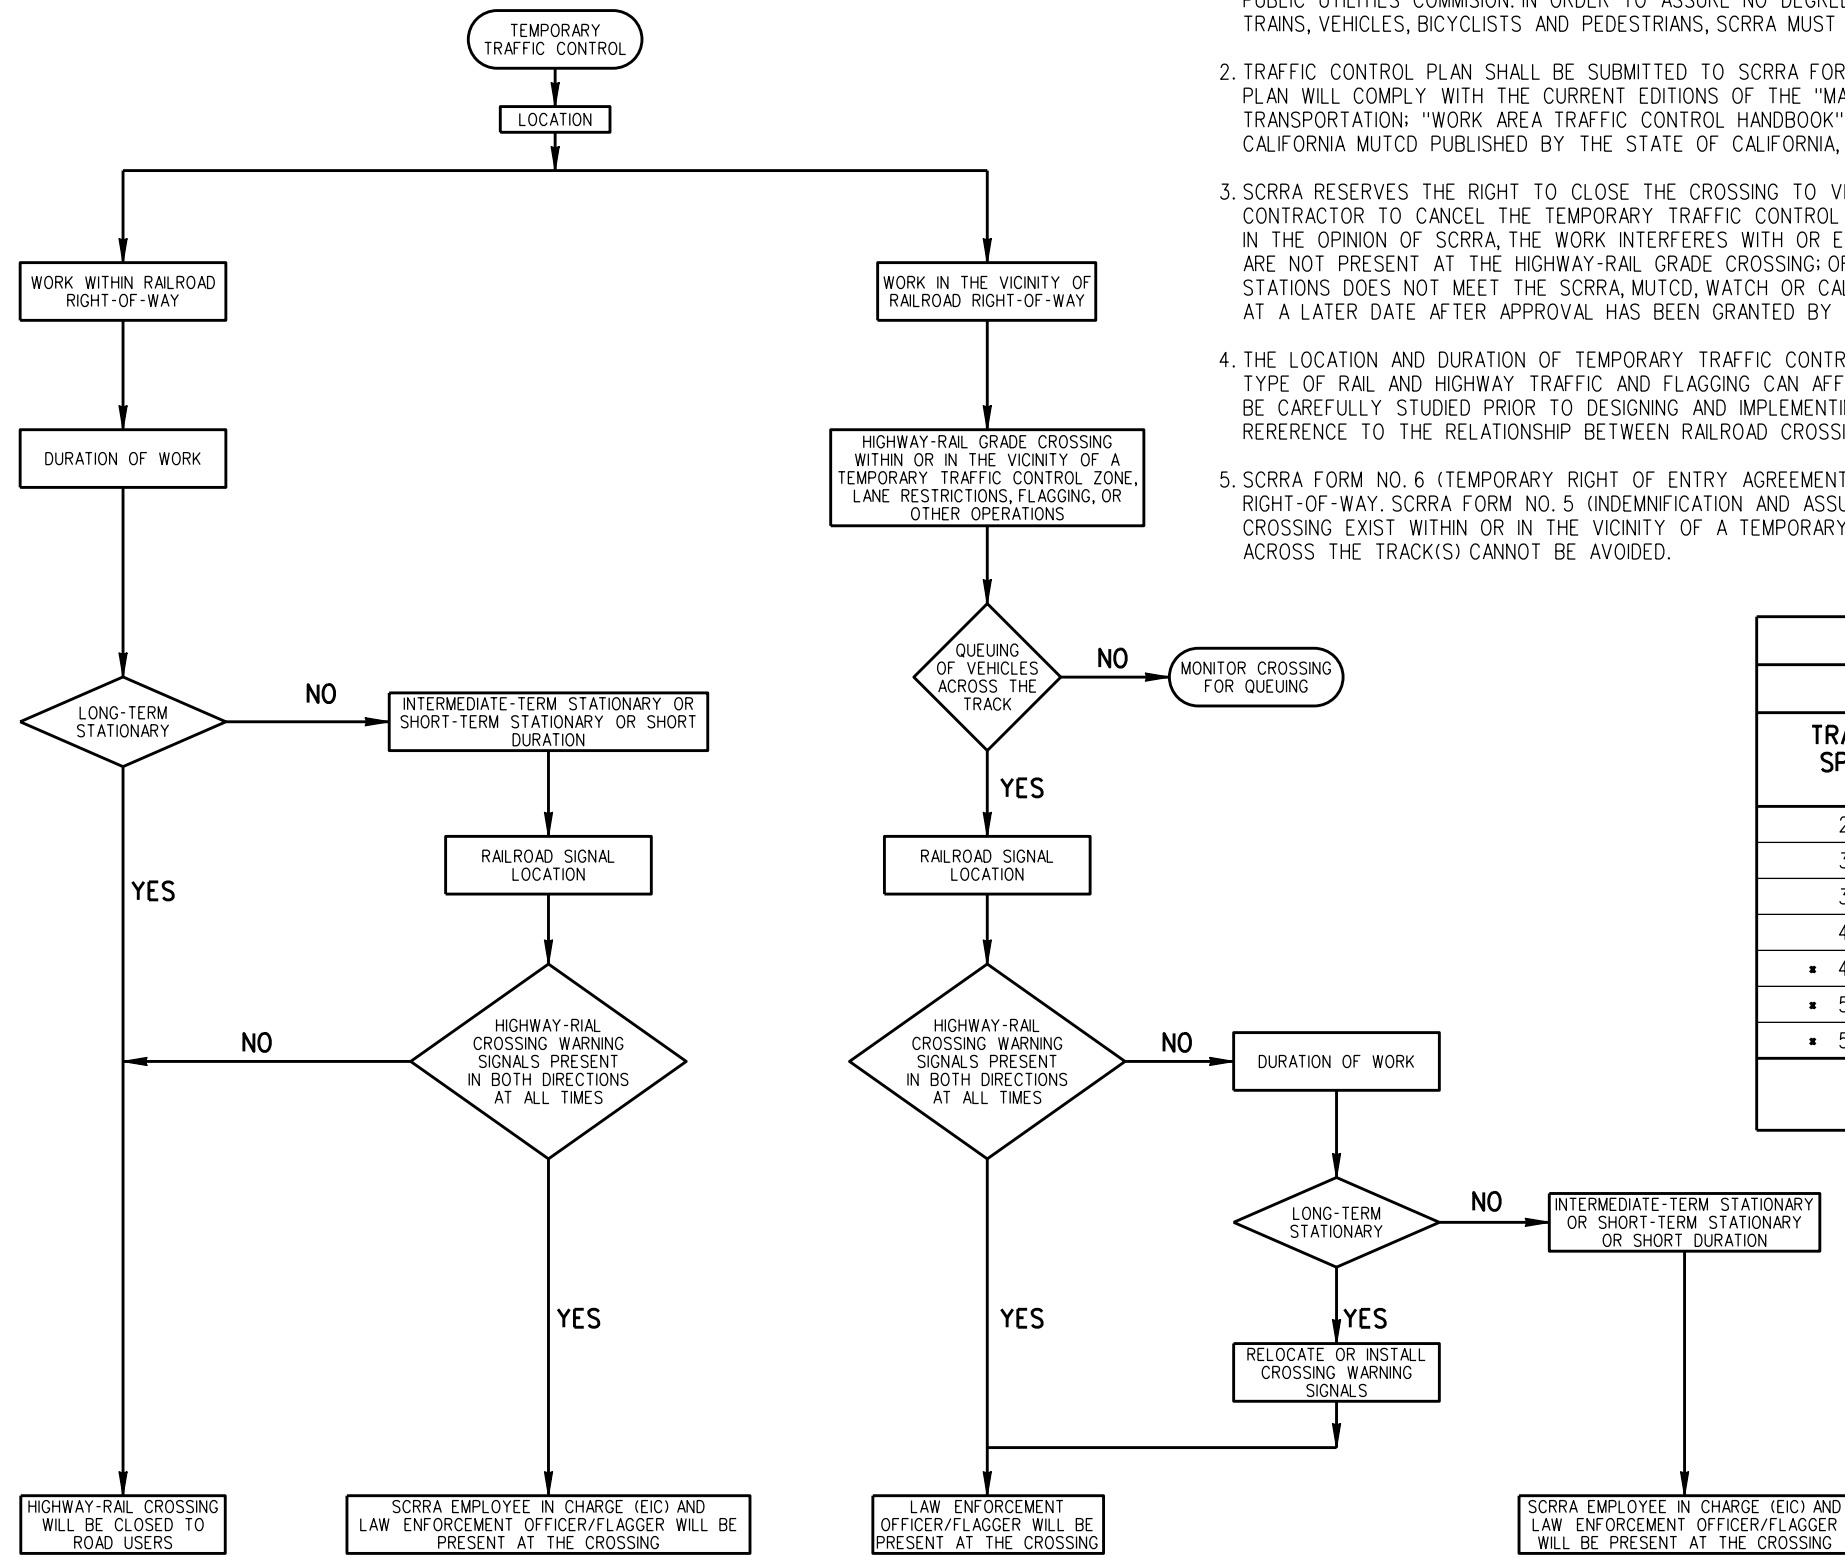 TEMPORARY
TRAFFIC CONTROL
LOCATION
WORK WITHIN RAILROAD
RIGHT-OF-WAY
DURATION OF WORK
LONG-TERM
STATIONARY
NO
INTERMEDIATE-TERM STATIONARY OR
SHORT-TERM STATIONARY OR SHORT
DURATION
YES
RAILROAD SIGNAL
LOCATION
HIGHWAY-RIAL
CROSSING WARNING
SIGNALS PRESENT
IN BOTH DIRECTIONS
AT ALL TIMES
NO
YES
HIGHWAY-RAIL CROSSING
WILL BE CLOSED TO
ROAD USERS
SCRRA EMPLOYEE IN CHARGE (EIC) AND
LAW ENFORCEMENT OFFICER/FLAGGER WILL BE
PRESENT AT THE CROSSING
WORK IN THE VICINITY OF
RAILROAD RIGHT-OF-WAY
HIGHWAY-RAIL GRADE CROSSING
WITHIN OR IN THE VICINITY OF A
TEMPORARY TRAFFIC CONTROL ZONE,
LANE RESTRICTIONS, FLAGGING, OR
OTHER OPERATIONS
QUEUING
OF VEHICLES
ACROSS THE
TRACK
NO
MONITOR CROSSING
FOR QUEUING
YES
RAILROAD SIGNAL
LOCATION
HIGHWAY-RAIL
CROSSING WARNING
SIGNALS PRESENT
IN BOTH DIRECTIONS
AT ALL TIMES
NO
DURATION OF WORK
LONG-TERM
STATIONARY
NO
INTERMEDIATE-TERM STATIONARY
OR SHORT-TERM STATIONARY
OR SHORT DURATION
YES
YES
RELOCATE OR INSTALL
CROSSING WARNING
SIGNALS
LAW ENFORCEMENT
OFFICER/FLAGGER WILL BE
PRESENT AT THE CROSSING
SCRRA EMPLOYEE IN CHARGE (EIC) AND
LAW ENFORCEMENT OFFICER/FLAGGER
WILL BE PRESENT AT THE CROSSING
PUBLIC UTILITIES COMMISION. IN ORDER TO ASSURE NO
TRAINS, VEHICLES, BICYCLISTS AND PEDESTRIANS, SCRRA MUST
2. TRAFFIC CONTROL PLAN SHALL BE SUBMITTED TO SCRRA FOR
PLAN WILL COMPLY WITH THE CURRENT EDITIONS OF THE
TRANSPORTATION; "WORK AREA TRAFFIC CONTROL HANDBOOK"
CALIFORNIA MUTCD PUBLISHED BY THE STATE OF CALIFORNIA,
3. SCRRA RESERVES THE RIGHT TO CLOSE THE CROSSING TO
CONTRACTOR TO CANCEL THE TEMPORARY TRAFFIC CONTROL
IN THE OPINION OF SCRRA, THE WORK INTERFERES WITH OR
ARE NOT PRESENT AT THE HIGHWAY-RAIL GRADE CROSSING;
STATIONS DOES NOT MEET THE SCRRA, MUTCD, WATCH OR
AT A LATER DATE AFTER APPROVAL HAS BEEN GRANTED BY
4. THE LOCATION AND DURATION OF TEMPORARY TRAFFIC
TYPE OF RAIL AND HIGHWAY TRAFFIC AND FLAGGING CAN
BE CAREFULLY STUDIED PRIOR TO DESIGNING AND
RERERENCE TO THE RELATIONSHIP BETWEEN RAILROAD
5. SCRRA FORM NO. 6 (TEMPORARY RIGHT OF ENTRY AGREEMENT
RIGHT-OF-WAY. SCRRA FORM NO. 5 (INDEMNIFICATION AND
CROSSING EXIST WITHIN OR IN THE VICINITY OF A TEMPORARY
ACROSS THE TRACK(S) CANNOT BE AVOIDED.